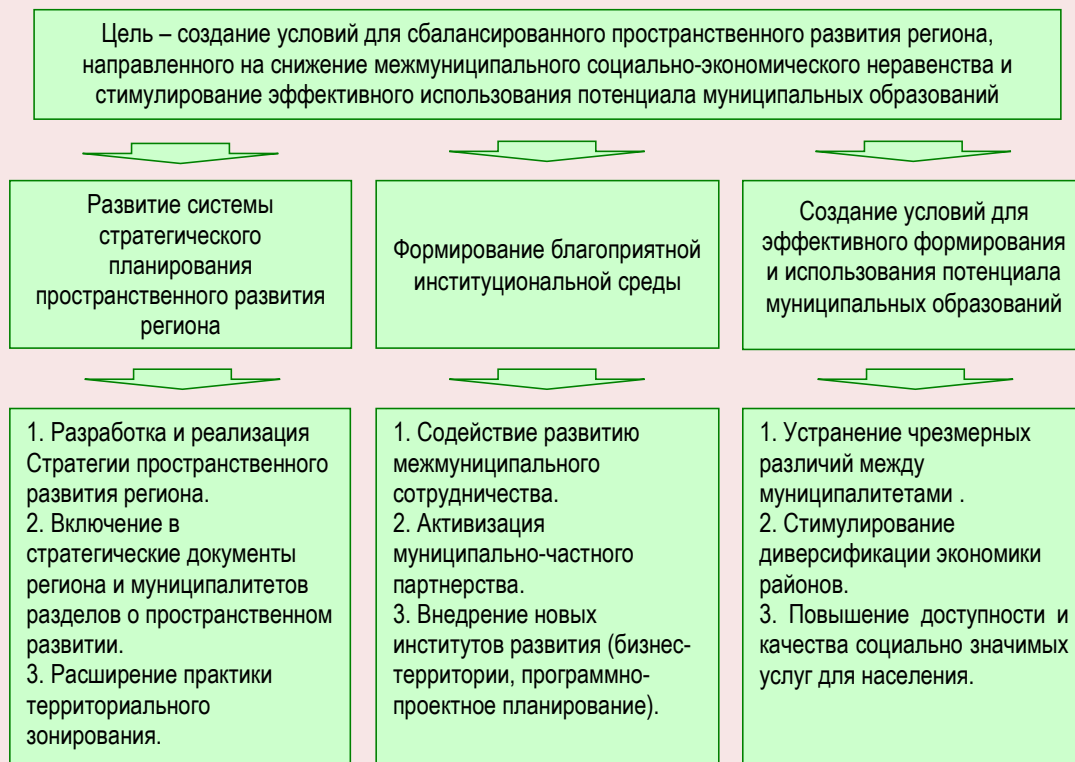 Цель – создание условий для сбалансированного пространственного развития региона,
направленного на снижение межмуниципального социально-экономического неравенства и
стимулирование эффективного использования потенциала муниципальных образований
Развитие системы
стратегического
планирования
пространственного развития
региона
Формирование благоприятной
институциональной среды
Создание условий для
эффективного формирования
и использования потенциала
муниципальных образований
1. Разработка и реализация
Стратегии пространственного
развития региона.
2. Включение в
стратегические документы
региона и муниципалитетов
разделов о пространственном
развитии.
3. Расширение практики
территориального
зонирования.
1. Содействие развитию
межмуниципального
сотрудничества.
2. Активизация
муниципально-частного
партнерства.
3. Внедрение новых
институтов развития (бизнес-
территории, программно-
проектное планирование).
1. Устранение чрезмерных
различий между
муниципалитетами .
2. Стимулирование
диверсификации экономики
районов.
3. Повышение доступности и
качества социально значимых
услуг для населения.